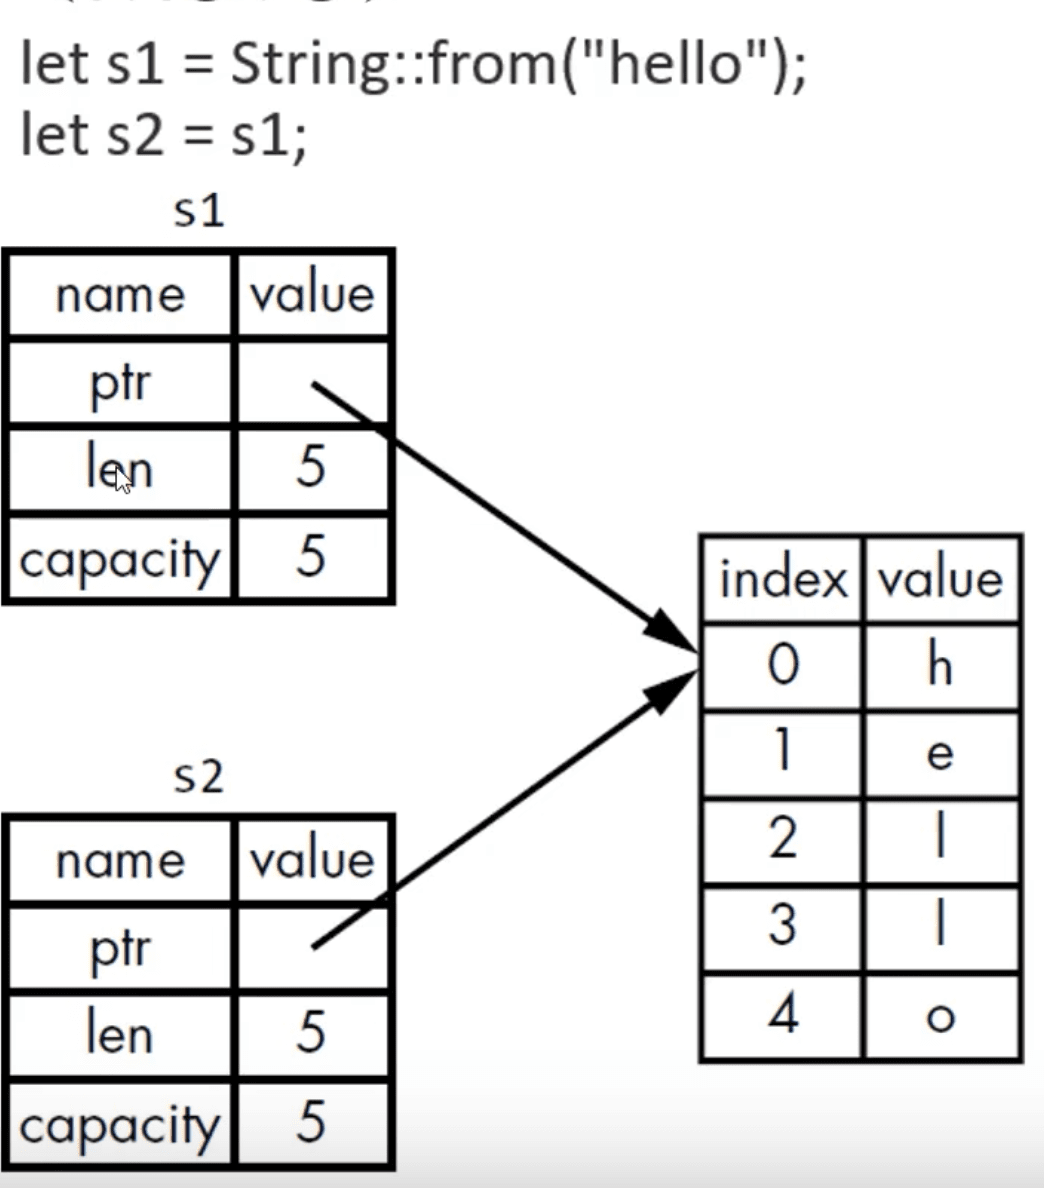 let s1 = String::from("hello");
let s2 = s1;
s1
name value
ptr
len 5
capacity 5
index value
0 h
1 e
2 l
3 l
4 o
s2
name value
ptr
len 5
capacity 5